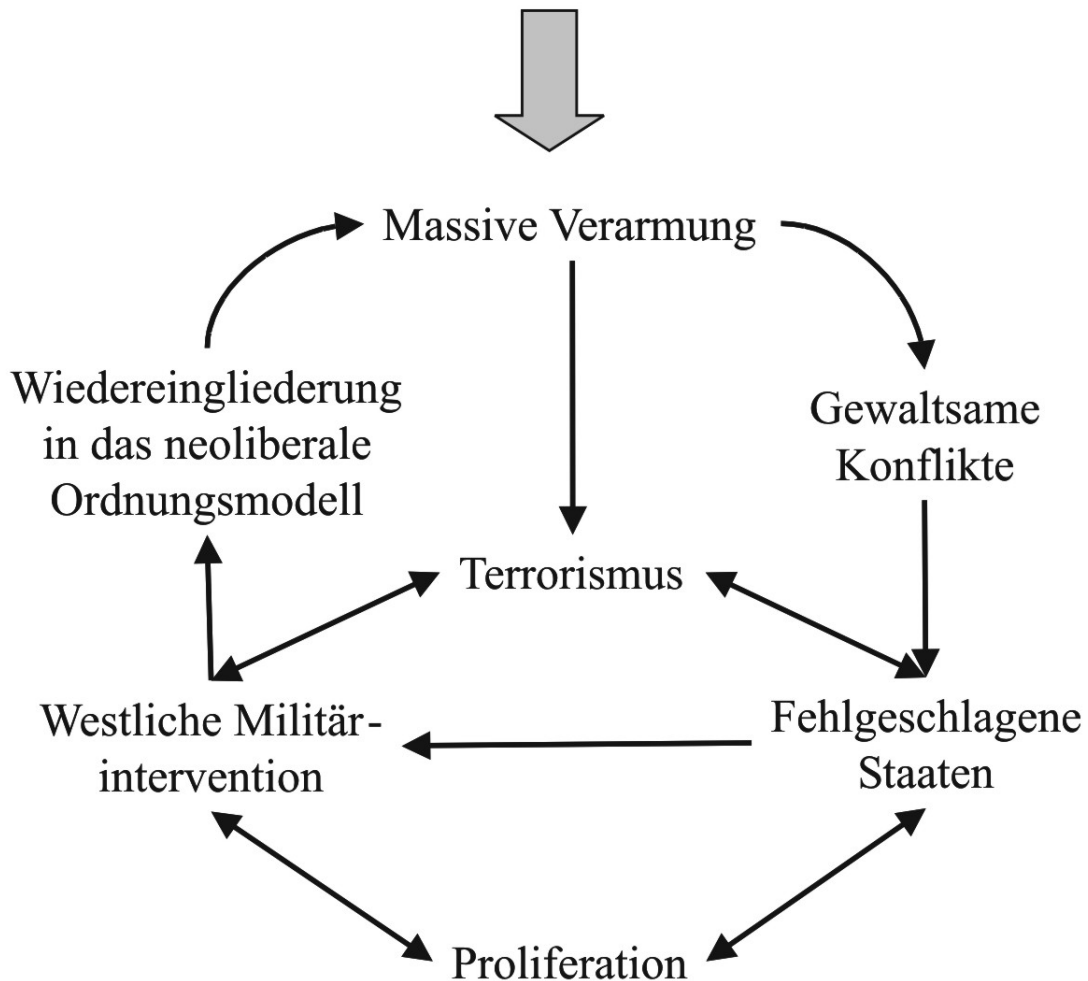 Massive Verarmung
Wiedereingliederung
in das neoliberale
Ordnungsmodell
Gewaltsame
Konflikte
Terrorismus
Westliche Militär-
intervention
Fehlgeschlagene
Staaten
Proliferation